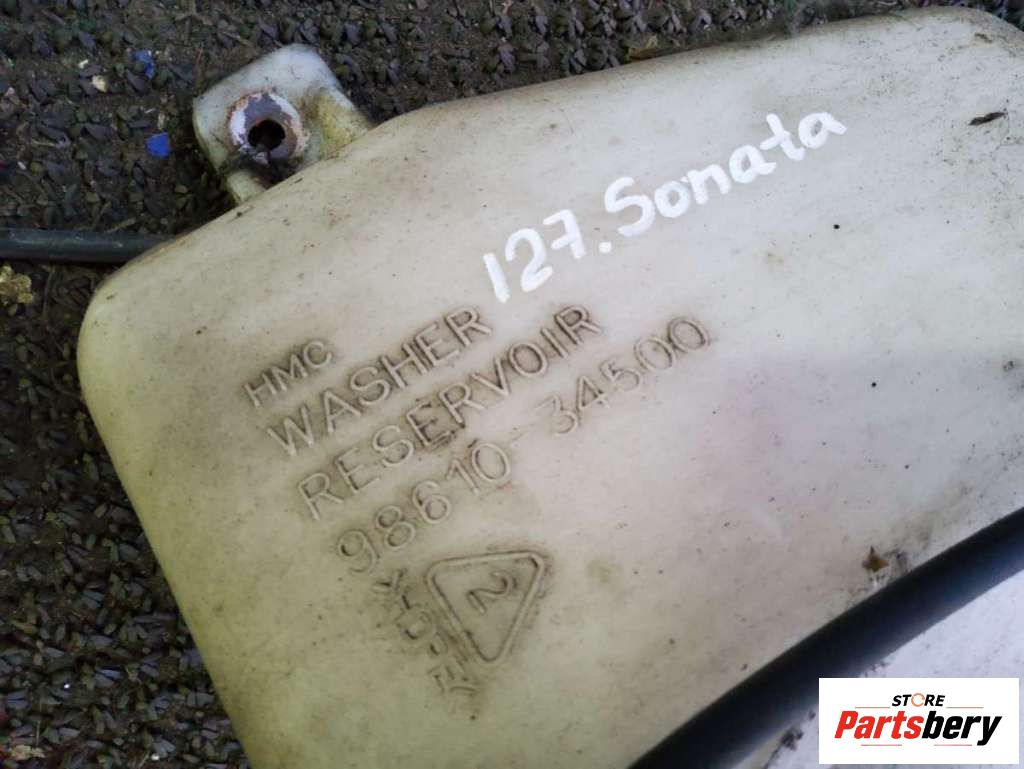 127.Sonata
HMC
WASHER
RESERVOIR
98610-34500
2
>HDPE<
STORE
Partsbery